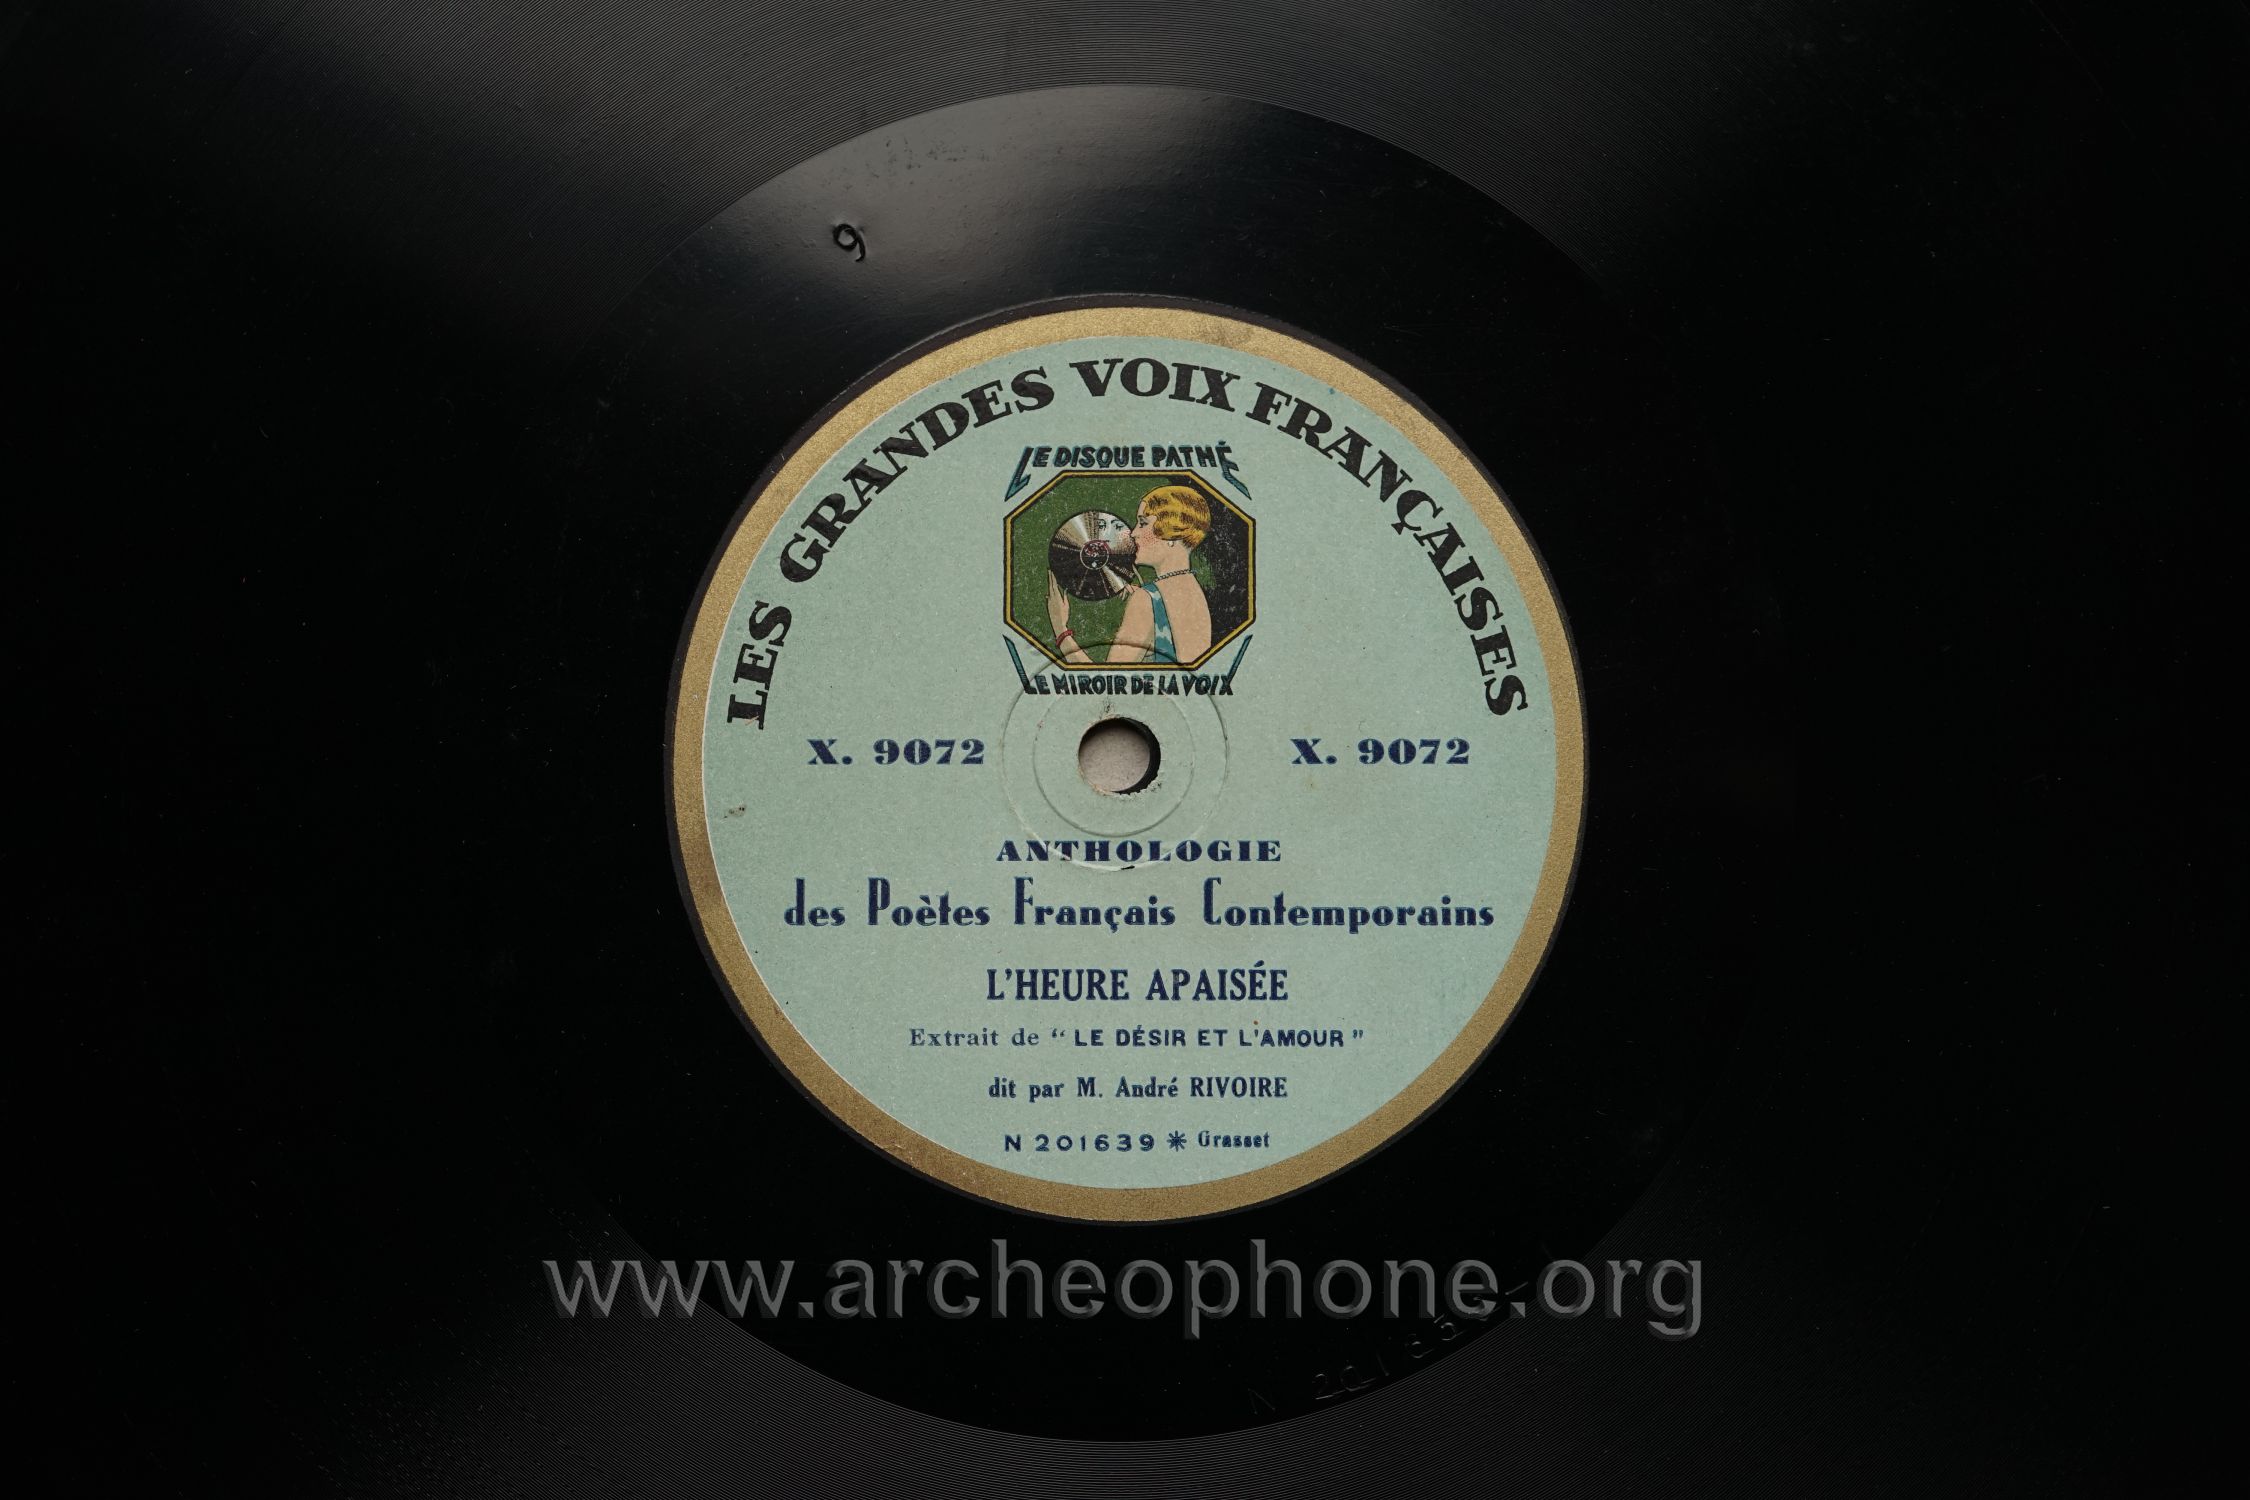 9
LES GRANDES VOIX FRANÇAISES
LE DISQUE PATHÉ
LE MIROIR DE LA VOIX
X. 9072 X. 9072
ANTHOLOGIE
des Poètes Français Contemporains
L'HEURE APAISÉE
Extrait de “ LE DÉSIR ET L'AMOUR ”
dit par M. André RIVOIRE
N 201639 ✳ Grasset
www.archeophone.org